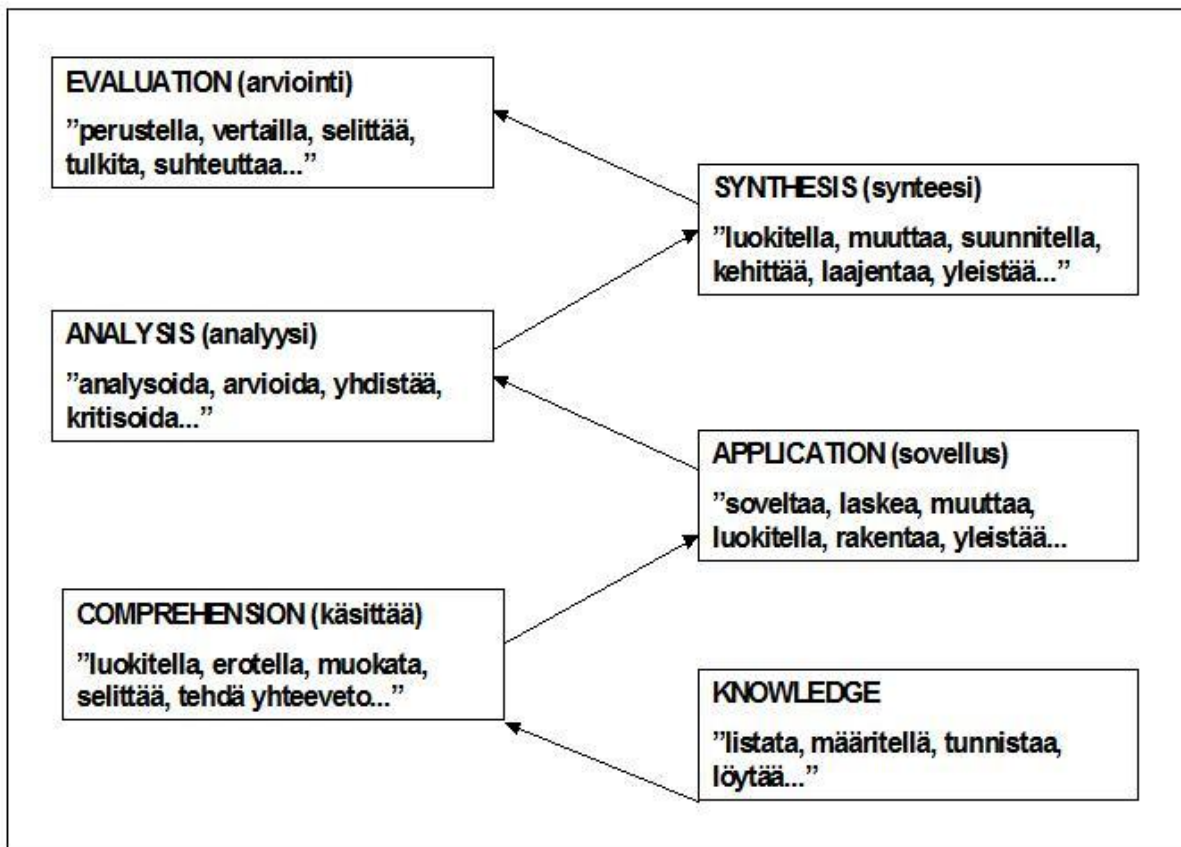 EVALUATION (arviointi)
”perustella, vertailla, selittää,
tulkita, suhteuttaa...”
SYNTHESIS (synteesi)
”luokitella, muuttaa, suunnitella,
kehittää, laajentaa, yleistää...”
ANALYSIS (analyysi)
”analysoida, arvioida, yhdistää,
kritisoida...”
APPLICATION (sovellus)
”soveltaa, laskea, muuttaa,
luokitella, rakentaa, yleistää...
COMPREHENSION (käsittää)
”luokitella, erotella, muokata,
selittää, tehdä yhteeveto...”
KNOWLEDGE
”listata, määritellä, tunnistaa,
löytää...”